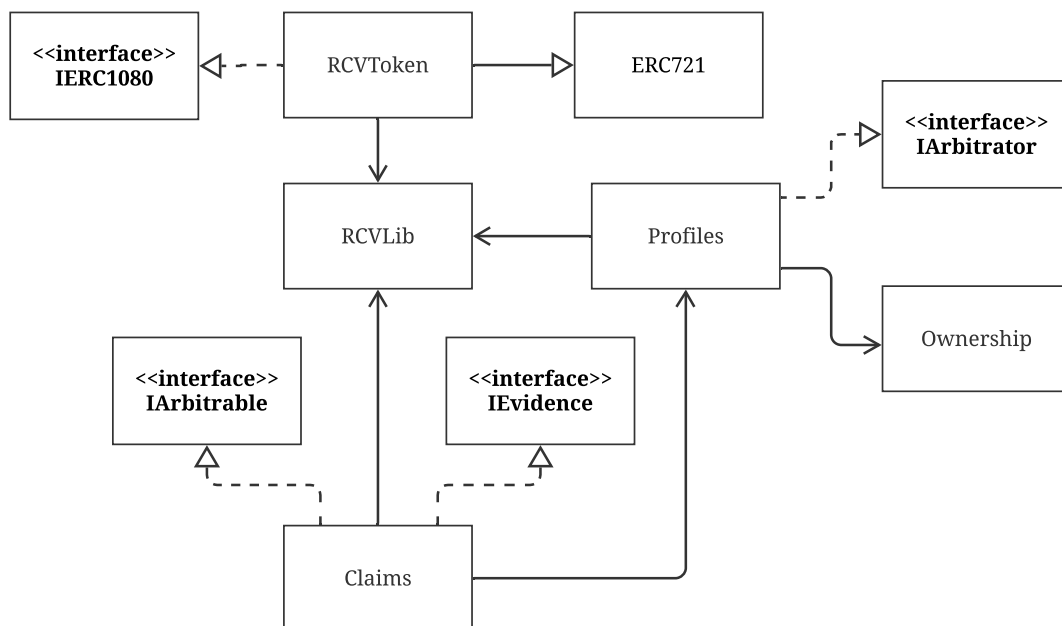 <<interface>>
IERC1080
RCVToken
ERC721
<<interface>>
IArbitrator
RCVLib
Profiles
Ownership
<<interface>>
IArbitrable
<<interface>>
IEvidence
Claims